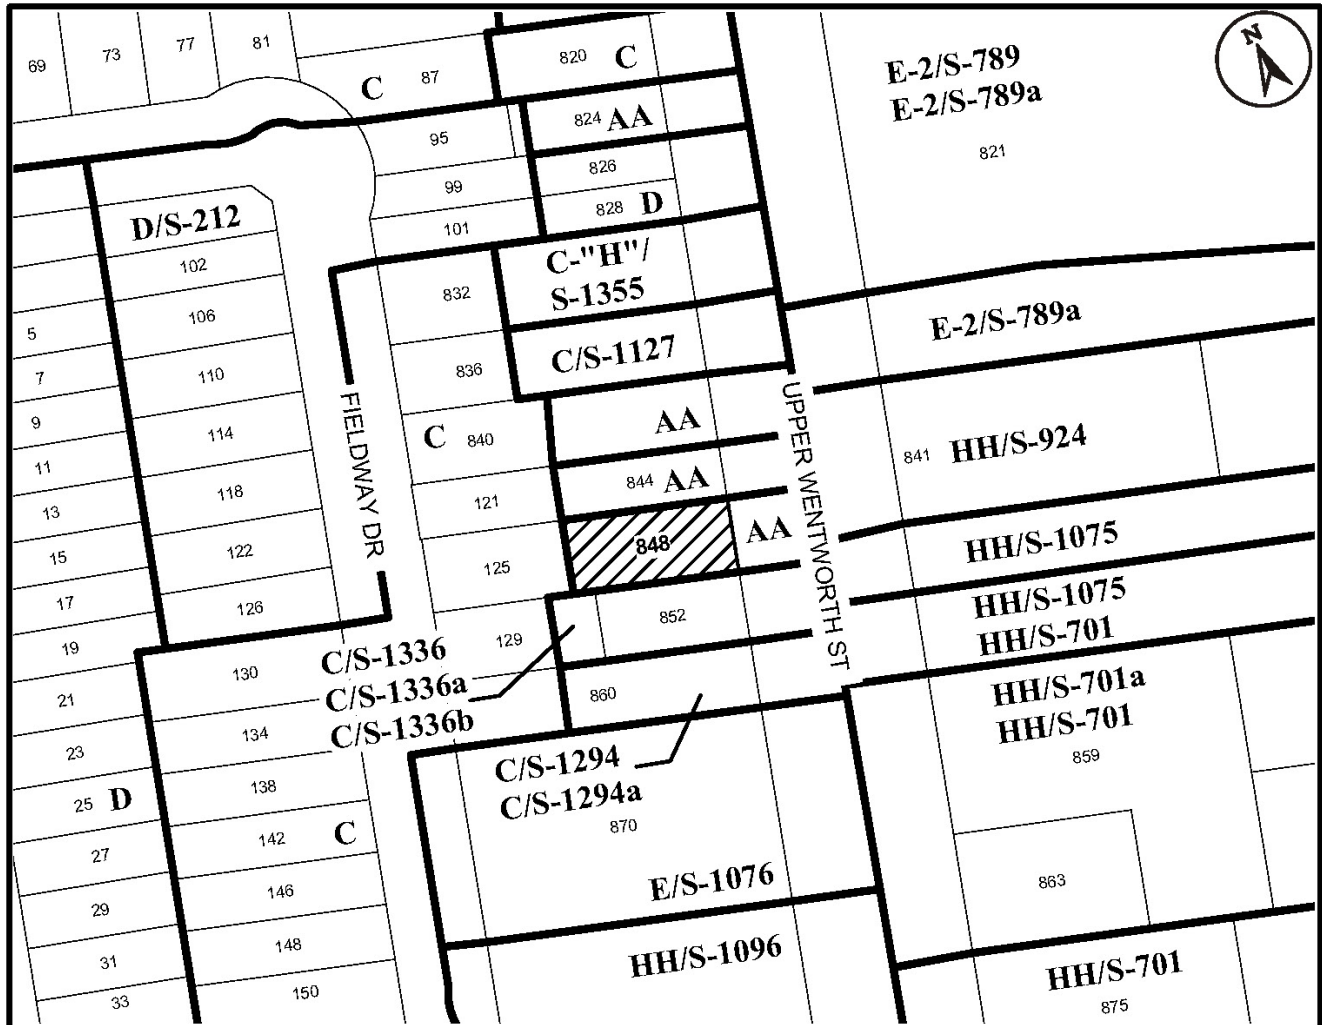 N
69
73
77
81
C
87
820
C
E-2/S-789
E-2/S-789a
821
95
824
AA
99
826
828
D
101
D/S-212
102
106
110
114
118
122
126
5
7
9
11
13
15
17
19
21
23
25
D
27
29
31
33
832
C-"H"/
S-1355
836
C/S-1127
C
840
AA
844
AA
121
848
AA
125
129
852
860
FIELDWAY DR
UPPER WENTWORTH ST
E-2/S-789a
841
HH/S-924
HH/S-1075
HH/S-1075
HH/S-701
HH/S-701a
HH/S-701
859
863
HH/S-701
875
130
134
138
142
C
146
148
150
C/S-1336
C/S-1336a
C/S-1336b
C/S-1294
C/S-1294a
870
E/S-1076
HH/S-1096